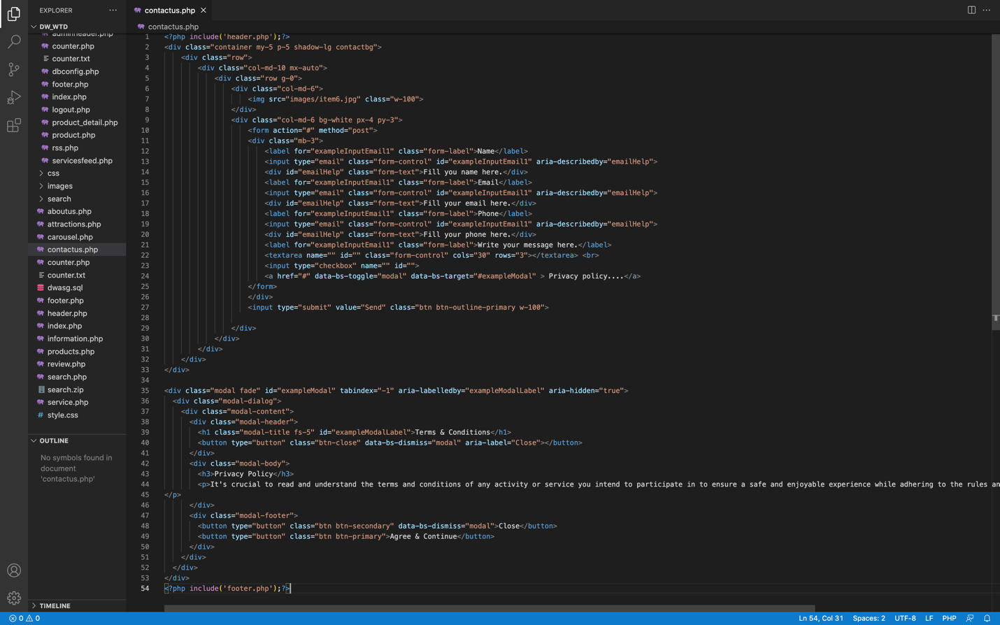 EXPLORER
contactus.php
DW_WTD
contactus.php
adminheader.php
counter.php
counter.txt
dbconfig.php
footer.php
index.php
logout.php
product_detail.php
product.php
rss.php
servicesfeed.php
css
images
search
aboutus.php
attractions.php
carousel.php
contactus.php
counter.php
counter.txt
dwasg.sql
footer.php
header.php
index.php
information.php
products.php
review.php
search.php
search.zip
service.php
# style.css
OUTLINE
No symbols found in
document
'contactus.php'
TIMELINE
1 <?php include('header.php');?>
2 <div class="container my-5 p-5 shadow-lg contactbg">
3 <div class="row">
4 <div class="col-md-10 mx-auto">
5 <div class="row g-0">
6 <div class="col-md-6">
7 <img src="images/item6.jpg" class="w-100">
8 </div>
9 <div class="col-md-6 bg-white px-4 py-3">
10 <form action="#" method="post">
11 <div class="mb-3">
12 <label for="exampleInputEmail1" class="form-label">Name</label>
13 <input type="email" class="form-control" id="exampleInputEmail1" aria-describedby="emailHelp">
14 <div id="emailHelp" class="form-text">Fill you name here.</div>
15 <label for="exampleInputEmail1" class="form-label">Email</label>
16 <input type="email" class="form-control" id="exampleInputEmail1" aria-describedby="emailHelp">
17 <div id="emailHelp" class="form-text">Fill your email here.</div>
18 <label for="exampleInputEmail1" class="form-label">Phone</label>
19 <input type="email" class="form-control" id="exampleInputEmail1" aria-describedby="emailHelp">
20 <div id="emailHelp" class="form-text">Fill your phone here.</div>
21 <label for="exampleInputEmail1" class="form-label">Write your message here.</label>
22 <textarea name="" id="" class="form-control" cols="30" rows="3"></textarea> <br>
23 <input type="checkbox" name="" id="">
24 <a href="#" data-bs-toggle="modal" data-bs-target="#exampleModal" > Privacy policy....</a>
25 </form>
26 </div>
27 <input type="submit" value="Send" class="btn btn-outline-primary w-100">
28
29 </div>
30 </div>
31 </div>
32 </div>
33 </div>
34
35 <div class="modal fade" id="exampleModal" tabindex="-1" aria-labelledby="exampleModalLabel" aria-hidden="true">
36 <div class="modal-dialog">
37 <div class="modal-content">
38 <div class="modal-header">
39 <h1 class="modal-title fs-5" id="exampleModalLabel">Terms & Conditions</h1>
40 <button type="button" class="btn-close" data-bs-dismiss="modal" aria-label="Close"></button>
41 </div>
42 <div class="modal-body">
43 <h3>Privacy Policy</h3>
44 <p>It's crucial to read and understand the terms and conditions of any activity or service you intend to participate in to ensure a safe and enjoyable experience while adhering to the rules an
45 </p>
46 </div>
47 <div class="modal-footer">
48 <button type="button" class="btn btn-secondary" data-bs-dismiss="modal">Close</button>
49 <button type="button" class="btn btn-primary">Agree & Continue</button>
50 </div>
51 </div>
52 </div>
53 </div>
54 <?php include('footer.php');?>
0 0 Ln 54, Col 31 Spaces: 2 UTF-8 LF PHP